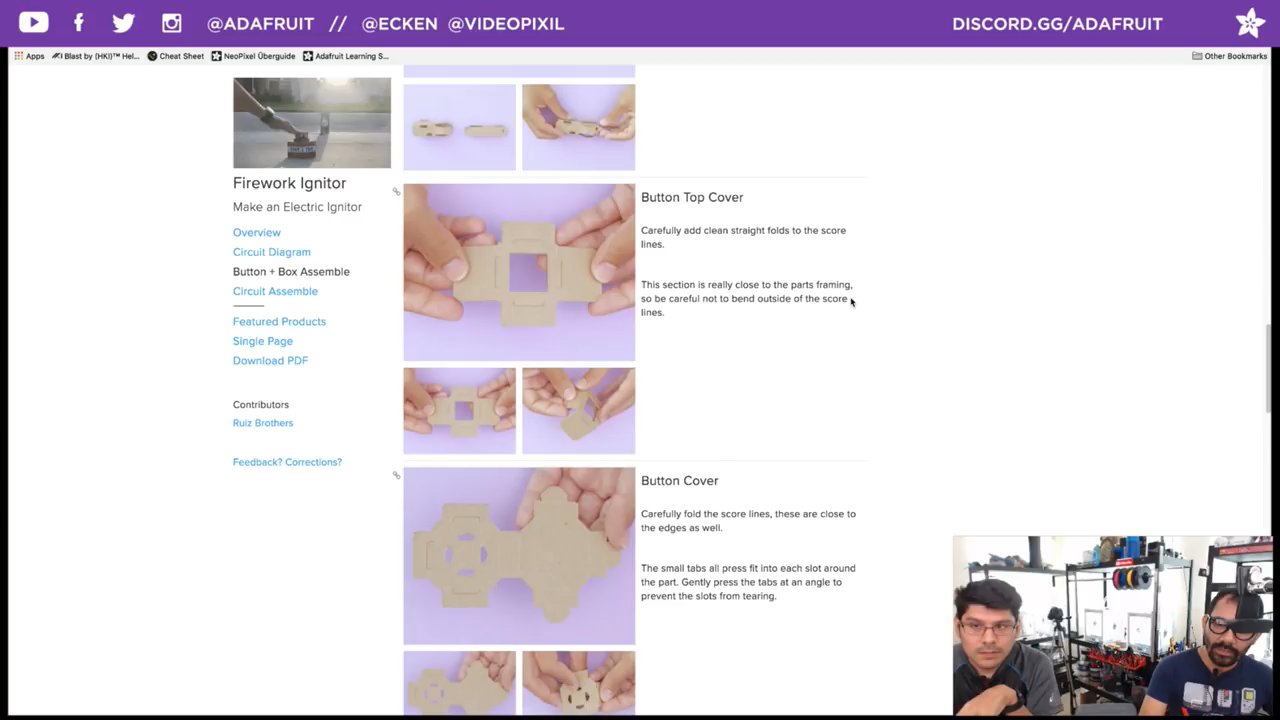 @ADAFRUIT // @ECKEN @VIDEOPIXIL
DISCORD.GG/ADAFRUIT
Apps
Blast by (HKI)™ Hel...
Cheat Sheet
NeoPixel Überguide
Adafruit Learning S...
Other Bookmarks
Firework Ignitor
Make an Electric Ignitor
Overview
Circuit Diagram
Button + Box Assemble
Circuit Assemble
Featured Products
Single Page
Download PDF
Contributors
Ruiz Brothers
Feedback? Corrections?
Button Top Cover
Carefully add clean straight folds to the score
lines.
This section is really close to the parts framing,
so be careful not to bend outside of the score
lines.
Button Cover
Carefully fold the score lines, these are close to
the edges as well.
The small tabs all press fit into each slot around
the part. Gently press the tabs at an angle to
prevent the slots from tearing.